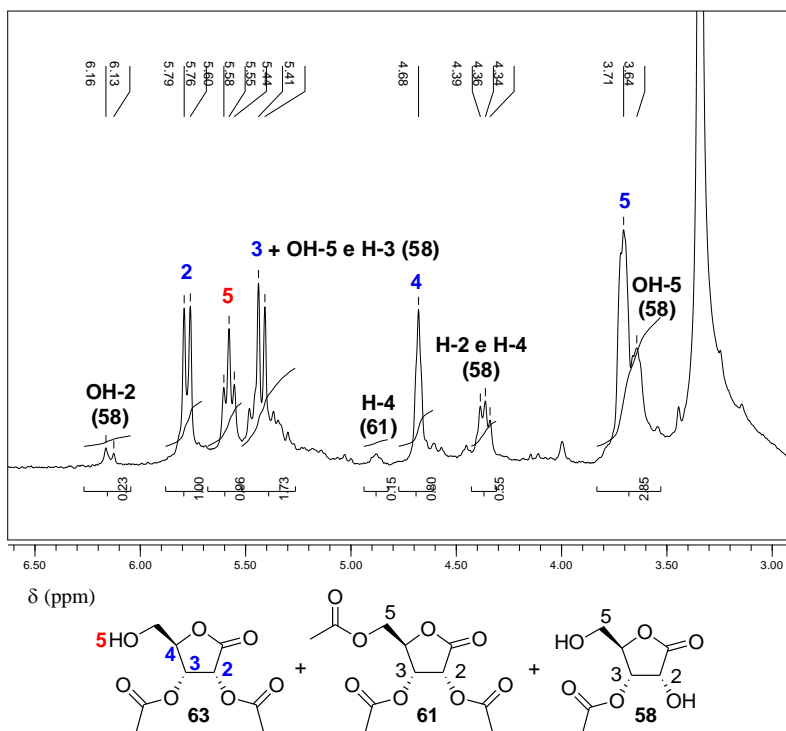 6.16 6.13 5.79 5.76 5.60 5.58 5.55 5.44 5.41 4.68 4.39 4.36 4.34 3.71 3.64
5
3 + OH-5 e H-3 (58)
2
5
4
OH-5
(58)
H-2 e H-4
(58)
OH-2
(58)
H-4
(61)
0.23 1.00 0.96 1.73 0.15 0.80 0.55 2.85
6.50 6.00 5.50 5.00 4.50 4.00 3.50 3.00
δ (ppm)
O 5 5
5 HO O O O O O HO O O
4 3 2 + 3 2 + 3 2
O O O O O O O O O O OH
63 61 58